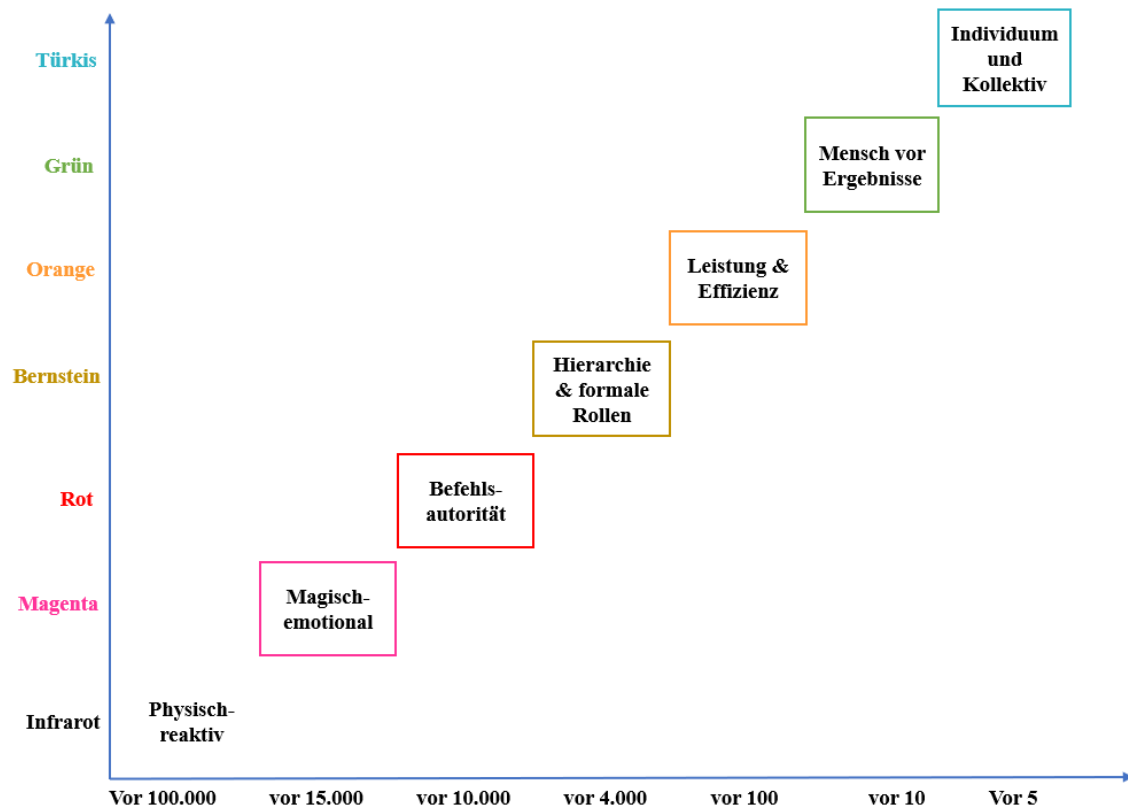 Türkis
Individuum
und
Kollektiv
Grün
Mensch vor
Ergebnisse
Orange
Leistung &
Effizienz
Bernstein
Hierarchie
& formale
Rollen
Rot
Befehls-
autorität
Magenta
Magisch-
emotional
Infrarot
Physisch-
reaktiv
Vor 100.000 vor 15.000 vor 10.000 vor 4.000 vor 100 vor 10 Vor 5